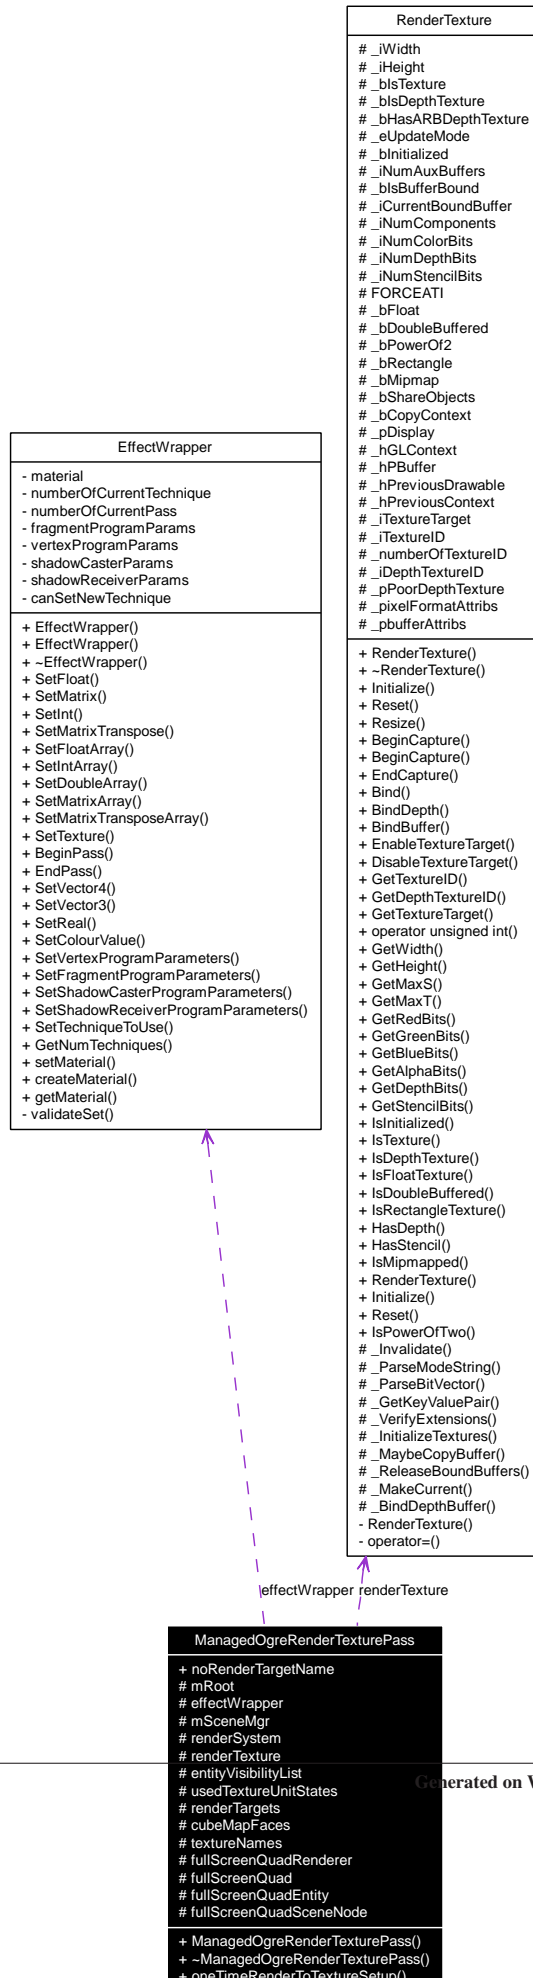 RenderTexture
# _iWidth
# _iHeight
# _bIsTexture
# _bIsDepthTexture
# _bHasARBDepthTexture
# _eUpdateMode
# _bInitialized
# _iNumAuxBuffers
# _bIsBufferBound
# _iCurrentBoundBuffer
# _iNumComponents
# _iNumColorBits
# _iNumDepthBits
# _iNumStencilBits
# FORCEATI
# _bFloat
# _bDoubleBuffered
# _bPowerOf2
# _bRectangle
# _bMipmap
# _bShareObjects
# _bCopyContext
# _pDisplay
# _hGLContext
# _hPBuffer
# _hPreviousDrawable
# _hPreviousContext
# _iTextureTarget
# _iTextureID
# _numberOfTextureID
# _iDepthTextureID
# _pPoorDepthTexture
# _pixelFormatAttribs
# _pbufferAttribs
+ RenderTexture()
+ ~RenderTexture()
+ Initialize()
+ Reset()
+ Resize()
+ BeginCapture()
+ BeginCapture()
+ EndCapture()
+ Bind()
+ BindDepth()
+ BindBuffer()
+ EnableTextureTarget()
+ DisableTextureTarget()
+ GetTextureID()
+ GetDepthTextureID()
+ GetTextureTarget()
+ operator unsigned int()
+ GetWidth()
+ GetHeight()
+ GetMaxS()
+ GetMaxT()
+ GetRedBits()
+ GetGreenBits()
+ GetBlueBits()
+ GetAlphaBits()
+ GetDepthBits()
+ GetStencilBits()
+ IsInitialized()
+ IsTexture()
+ IsDepthTexture()
+ IsFloatTexture()
+ IsDoubleBuffered()
+ IsRectangleTexture()
+ HasDepth()
+ HasStencil()
+ IsMipmapped()
+ RenderTexture()
+ Initialize()
+ Reset()
+ IsPowerOfTwo()
# _Invalidate()
# _ParseModeString()
# _ParseBitVector()
# _GetKeyValuePair()
# _VerifyExtensions()
# _InitializeTextures()
# _MaybeCopyBuffer()
# _ReleaseBoundBuffers()
# _MakeCurrent()
# _BindDepthBuffer()
- RenderTexture()
- operator=()
EffectWrapper
- material
- numberOfCurrentTechnique
- numberOfCurrentPass
- fragmentProgramParams
- vertexProgramParams
- shadowCasterParams
- shadowReceiverParams
- canSetNewTechnique
+ EffectWrapper()
+ EffectWrapper()
+ ~EffectWrapper()
+ SetFloat()
+ SetMatrix()
+ SetInt()
+ SetMatrixTranspose()
+ SetFloatArray()
+ SetIntArray()
+ SetDoubleArray()
+ SetMatrixArray()
+ SetMatrixTransposeArray()
+ SetTexture()
+ BeginPass()
+ EndPass()
+ SetVector4()
+ SetVector3()
+ SetReal()
+ SetColourValue()
+ SetVertexProgramParameters()
+ SetFragmentProgramParameters()
+ SetShadowCasterProgramParameters()
+ SetShadowReceiverProgramParameters()
+ SetTechniqueToUse()
+ GetNumTechniques()
+ setMaterial()
+ createMaterial()
+ getMaterial()
- validateSet()
effectWrapper renderTexture
ManagedOgreRenderTexturePass
+ noRenderTargetName
# mRoot
# effectWrapper
# mSceneMgr
# renderSystem
# renderTexture
# entityVisibilityList
# usedTextureUnitStates
# renderTargets
# cubeMapFaces
# textureNames
# fullScreenQuadRenderer
# fullScreenQuad
# fullScreenQuadEntity
# fullScreenQuadSceneNode
+ ManagedOgreRenderTexturePass()
+ ~ManagedOgreRenderTexturePass()
+ oneTimeRenderToTextureSetup()
Generated on